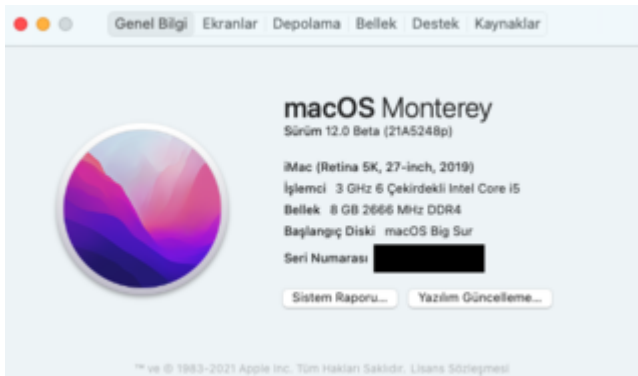 Genel Bilgi Ekranlar Depolama Bellek Destek Kaynaklar
macOS Monterey
Sürüm 12.0 Beta (21A5248p)
iMac (Retina 5K, 27-inch, 2019)
İşlemci 3 GHz 6 Çekirdekli Intel Core i5
Bellek 8 GB 2666 MHz DDR4
Başlangıç Diski macOS Big Sur
Seri Numarası
Sistem Raporu... Yazılım Güncelleme...
™ ve © 1983-2021 Apple Inc. Tüm Hakları Saklıdır. Lisans Sözleşmesi